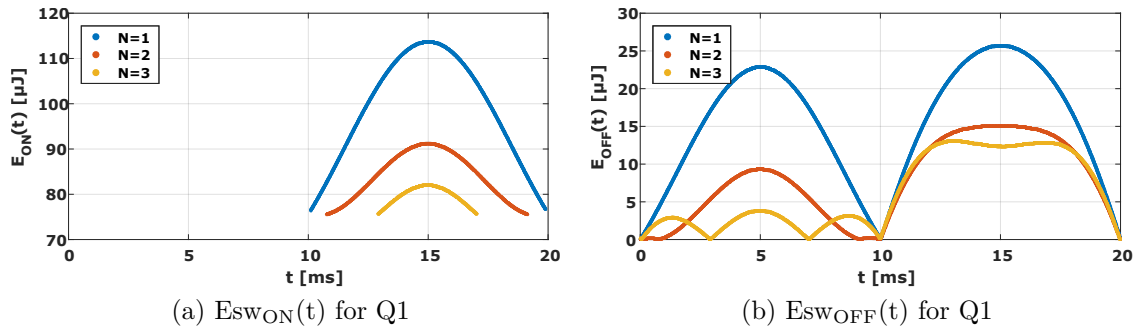 120
110
100
90
80
70
E_ON(t) [µJ]
N=1
N=2
N=3
0 5 10 15 20
t [ms]
(a) Esw_ON(t) for Q1
30
25
20
15
10
5
0
E_OFF(t) [µJ]
N=1
N=2
N=3
0 5 10 15 20
t [ms]
(b) Esw_OFF(t) for Q1